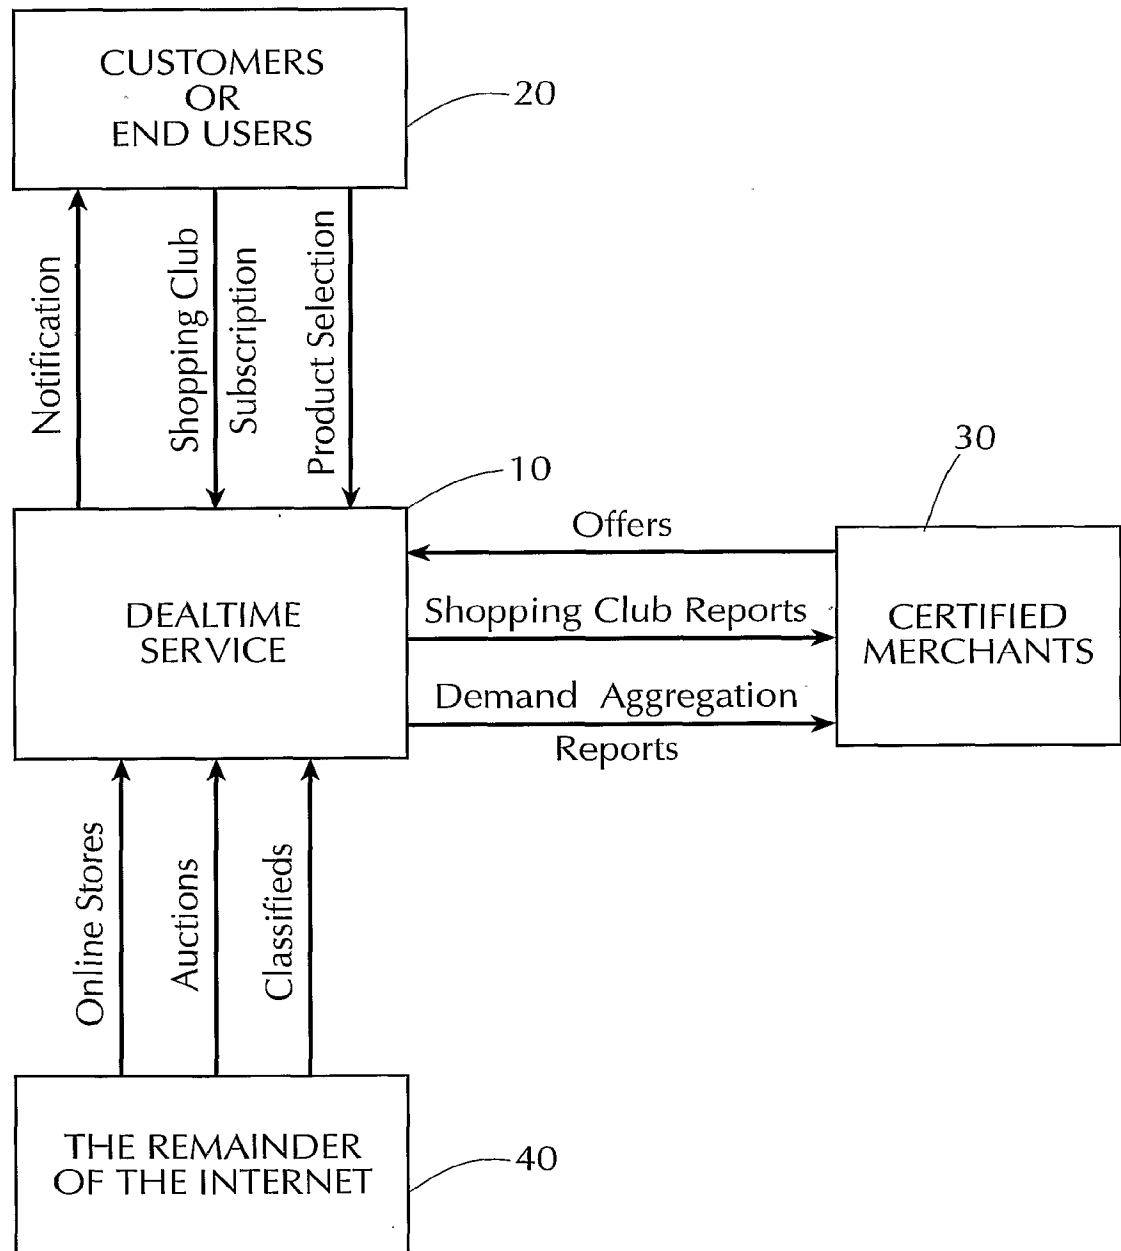 CUSTOMERS
OR
END USERS
20
Notification
Shopping Club
Subscription
Product Selection
10
30
Offers
DEALTIME
SERVICE
Shopping Club Reports
CERTIFIED
MERCHANTS
Demand Aggregation
Reports
Online Stores
Auctions
Classifieds
THE REMAINDER
OF THE INTERNET
40